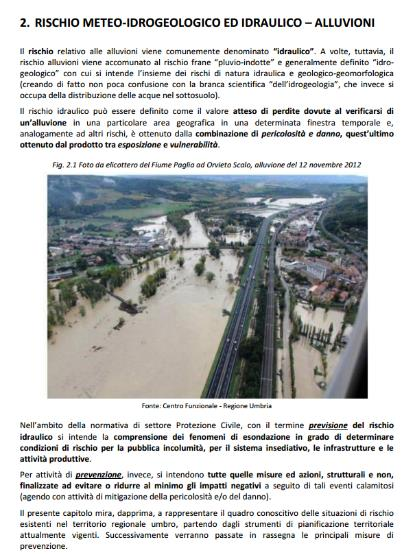 2. RISCHIO METEO-IDROGEOLOGICO ED IDRAULICO – ALLUVIONI
Il rischio relativo alle alluvioni viene comunemente denominato "idraulico". A volte, tuttavia, il
rischio alluvioni viene accomunato al rischio frane "pluvio-indotte" e generalmente definito "idro-
geologico" con cui si intende l'insieme dei rischi di natura idraulica e geologico-geomorfologica
(creando di fatto non poca confusione con la branca scientifica "dell'idrogeologia", che invece si
occupa della distribuzione delle acque nel sottosuolo).
Il rischio idraulico può essere definito come il valore atteso di perdite dovute al verificarsi di
un'alluvione in una particolare area geografica in una determinata finestra temporale e,
analogamente ad altri rischi, è ottenuto dalla combinazione di pericolosità e danno, quest'ultimo
ottenuto dal prodotto tra esposizione e vulnerabilità.
Fig. 2.1 Foto da elicottero del Fiume Paglia ad Orvieto Scalo, alluvione del 12 novembre 2012
Fonte: Centro Funzionale - Regione Umbria
Nell'ambito della normativa di settore Protezione Civile, con il termine previsione del rischio
idraulico si intende la comprensione dei fenomeni di esondazione in grado di determinare
condizioni di rischio per la pubblica incolumità, per il sistema insediativo, le infrastrutture e le
attività produttive.
Per attività di prevenzione, invece, si intendono tutte quelle misure ed azioni, strutturali e non,
finalizzate ad evitare o ridurre al minimo gli impatti negativi a seguito di tali eventi calamitosi
(agendo con attività di mitigazione della pericolosità e/o del danno).
Il presente capitolo mira, dapprima, a rappresentare il quadro conoscitivo delle situazioni di rischio
esistenti nel territorio regionale umbro, partendo dagli strumenti di pianificazione territoriale
attualmente vigenti. Successivamente verranno passate in rassegna le principali misure di
prevenzione.